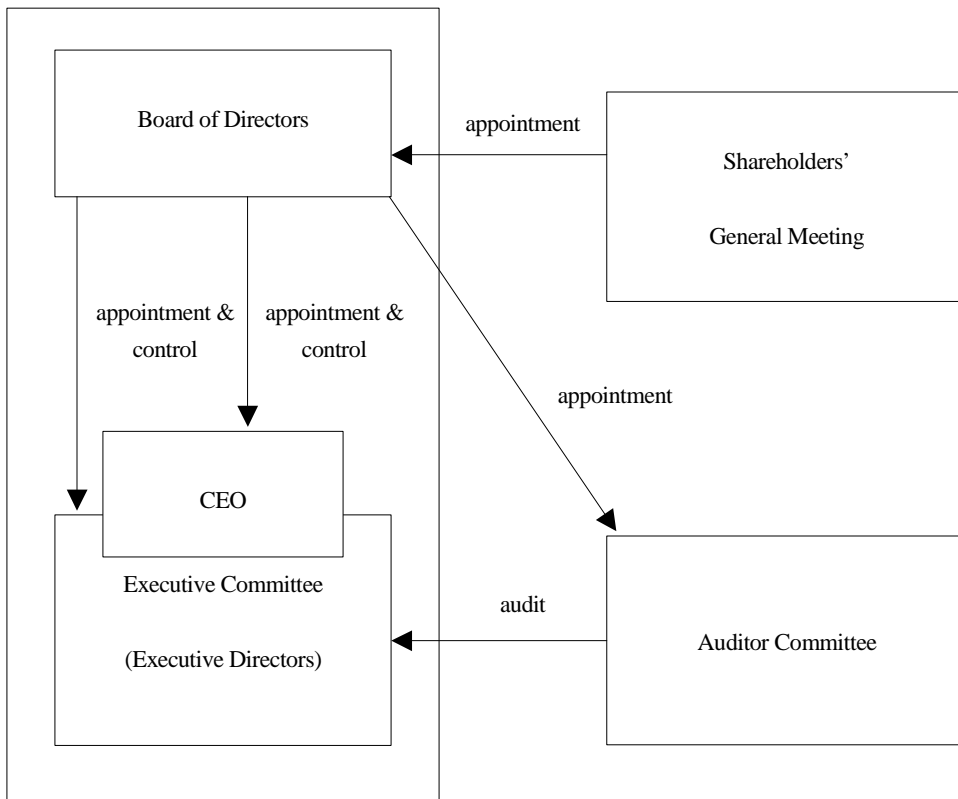 Board of Directors
appointment
Shareholders’
General Meeting
appointment &
control
appointment &
control
appointment
CEO
Executive Committee
(Executive Directors)
audit
Auditor Committee